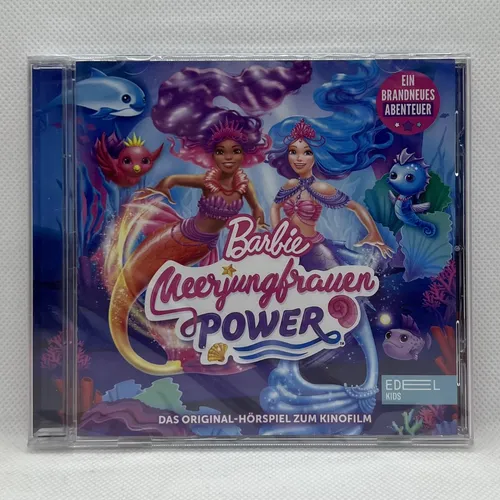 EIN
BRANDNEUES
ABENTEUER
Barbie
Meerjungfrauen
POWER
EDEL
KIDS
DAS ORIGINAL-HÖRSPIEL ZUM KINOFILM